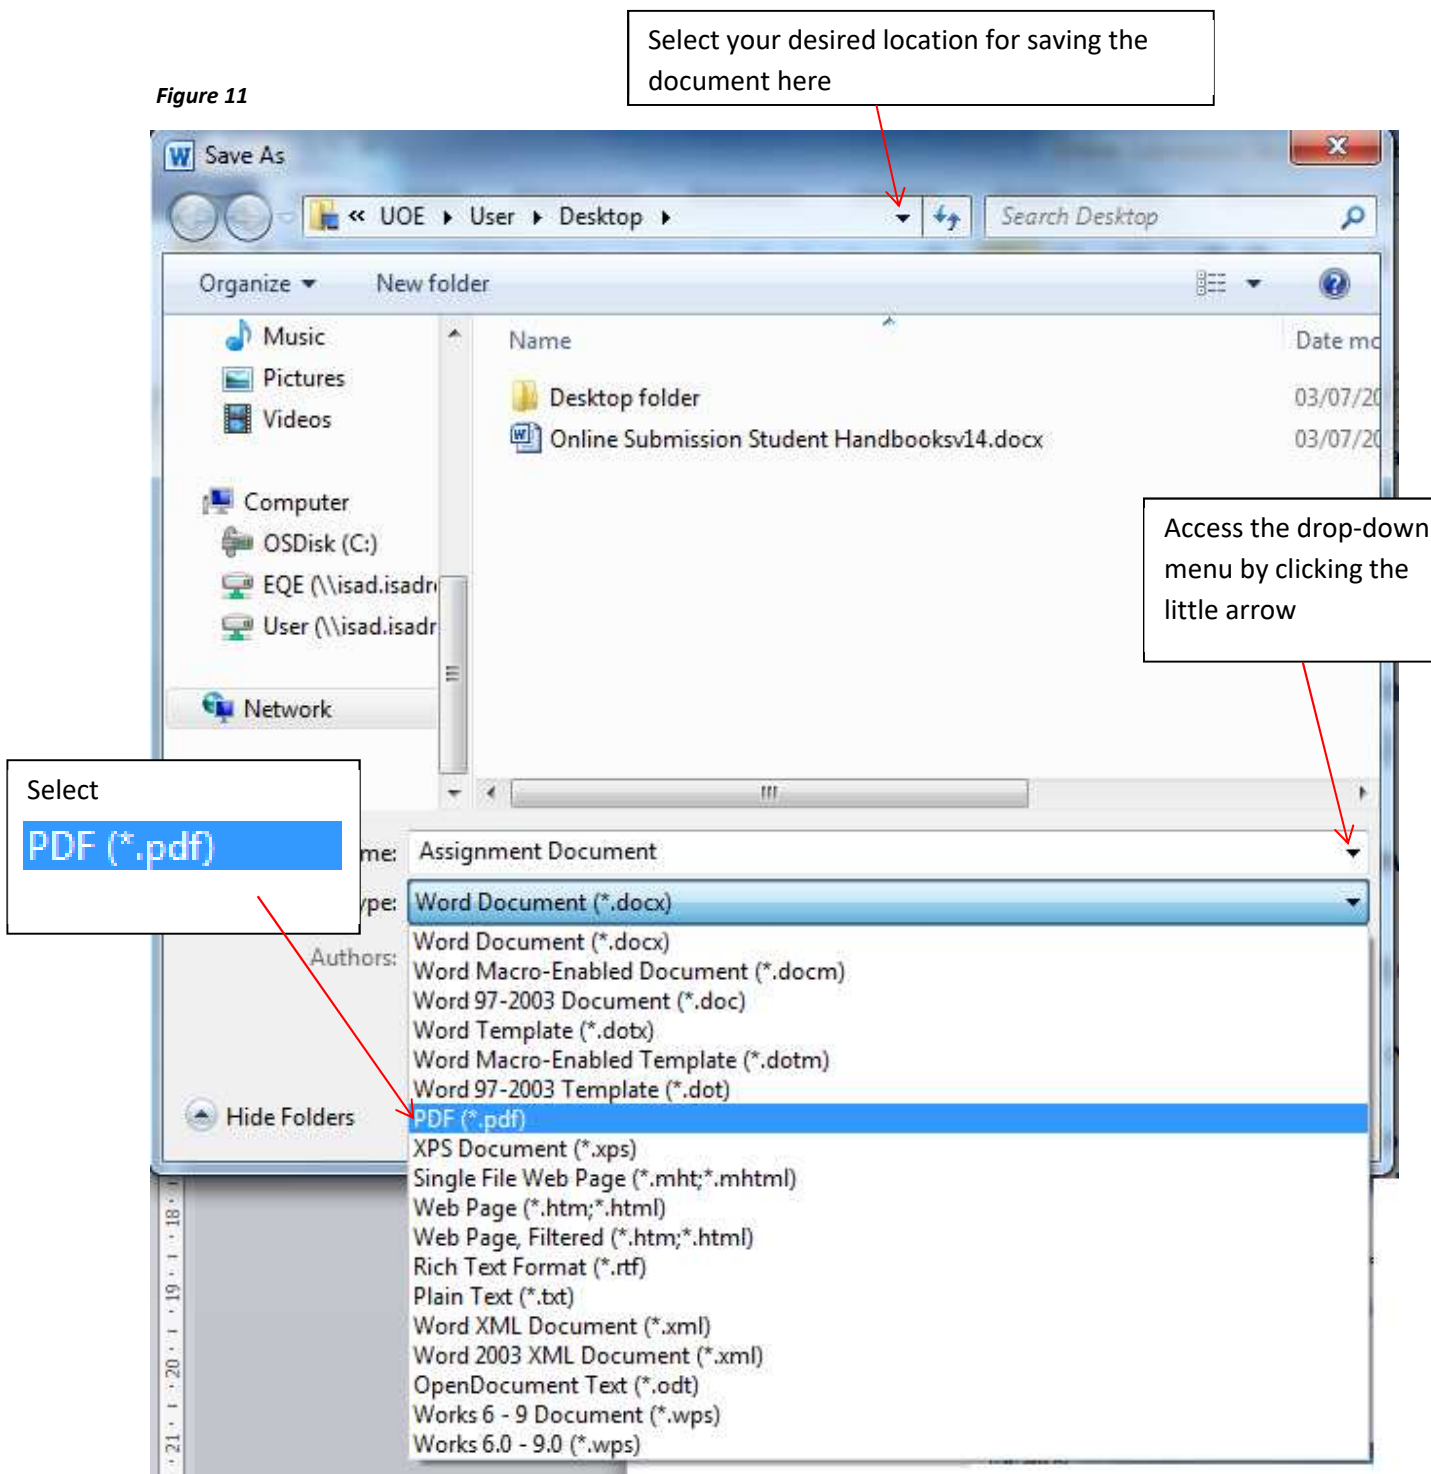 Select your desired location for saving the
document here
Figure 11
Save As
« UOE User Desktop
Search Desktop
Organize
New folder
Music
Pictures
Videos
Computer
OSDisk (C:)
EQE (\\isad.isadr
User (\\isad.isadr
Network
Name
Date mo
Desktop folder
03/07/20
Online Submission Student Handbooksv14.docx
03/07/20
Access the drop-down
menu by clicking the
little arrow
Select
PDF (*.pdf)
me: Assignment Document
ype: Word Document (*.docx)
Authors:
Word Document (*.docx)
Word Macro-Enabled Document (*.docm)
Word 97-2003 Document (*.doc)
Word Template (*.dotx)
Word Macro-Enabled Template (*.dotm)
Word 97-2003 Template (*.dot)
PDF (*.pdf)
XPS Document (*.xps)
Single File Web Page (*.mht;*.mhtml)
Web Page (*.htm;*.html)
Web Page, Filtered (*.htm;*.html)
Rich Text Format (*.rtf)
Plain Text (*.txt)
Word XML Document (*.xml)
Word 2003 XML Document (*.xml)
OpenDocument Text (*.odt)
Works 6 - 9 Document (*.wps)
Works 6.0 - 9.0 (*.wps)
Hide Folders
18
19
20
21